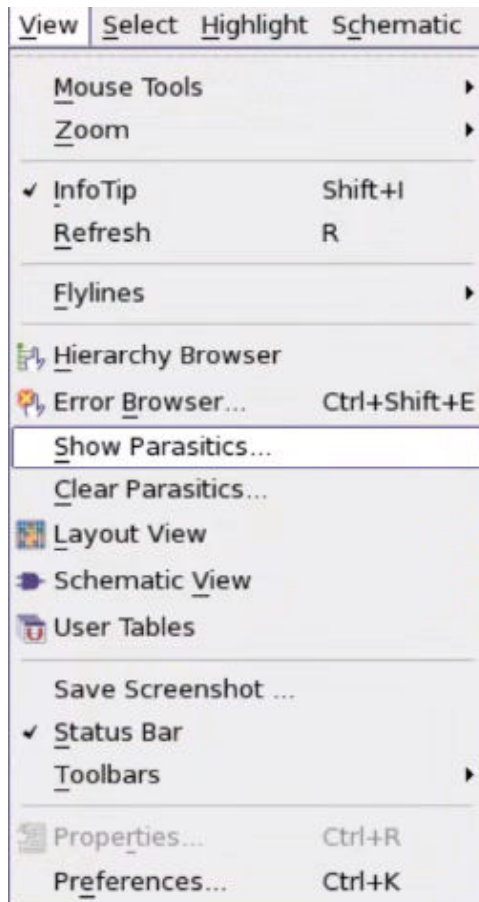 View Select Highlight Schematic
Mouse Tools
Zoom
InfoTip Shift+I
Refresh R
Flylines
Hierarchy Browser
Error Browser... Ctrl+Shift+E
Show Parasitics...
Clear Parasitics...
Layout View
Schematic View
User Tables
Save Screenshot ...
Status Bar
Toolbars
Properties... Ctrl+R
Preferences... Ctrl+K